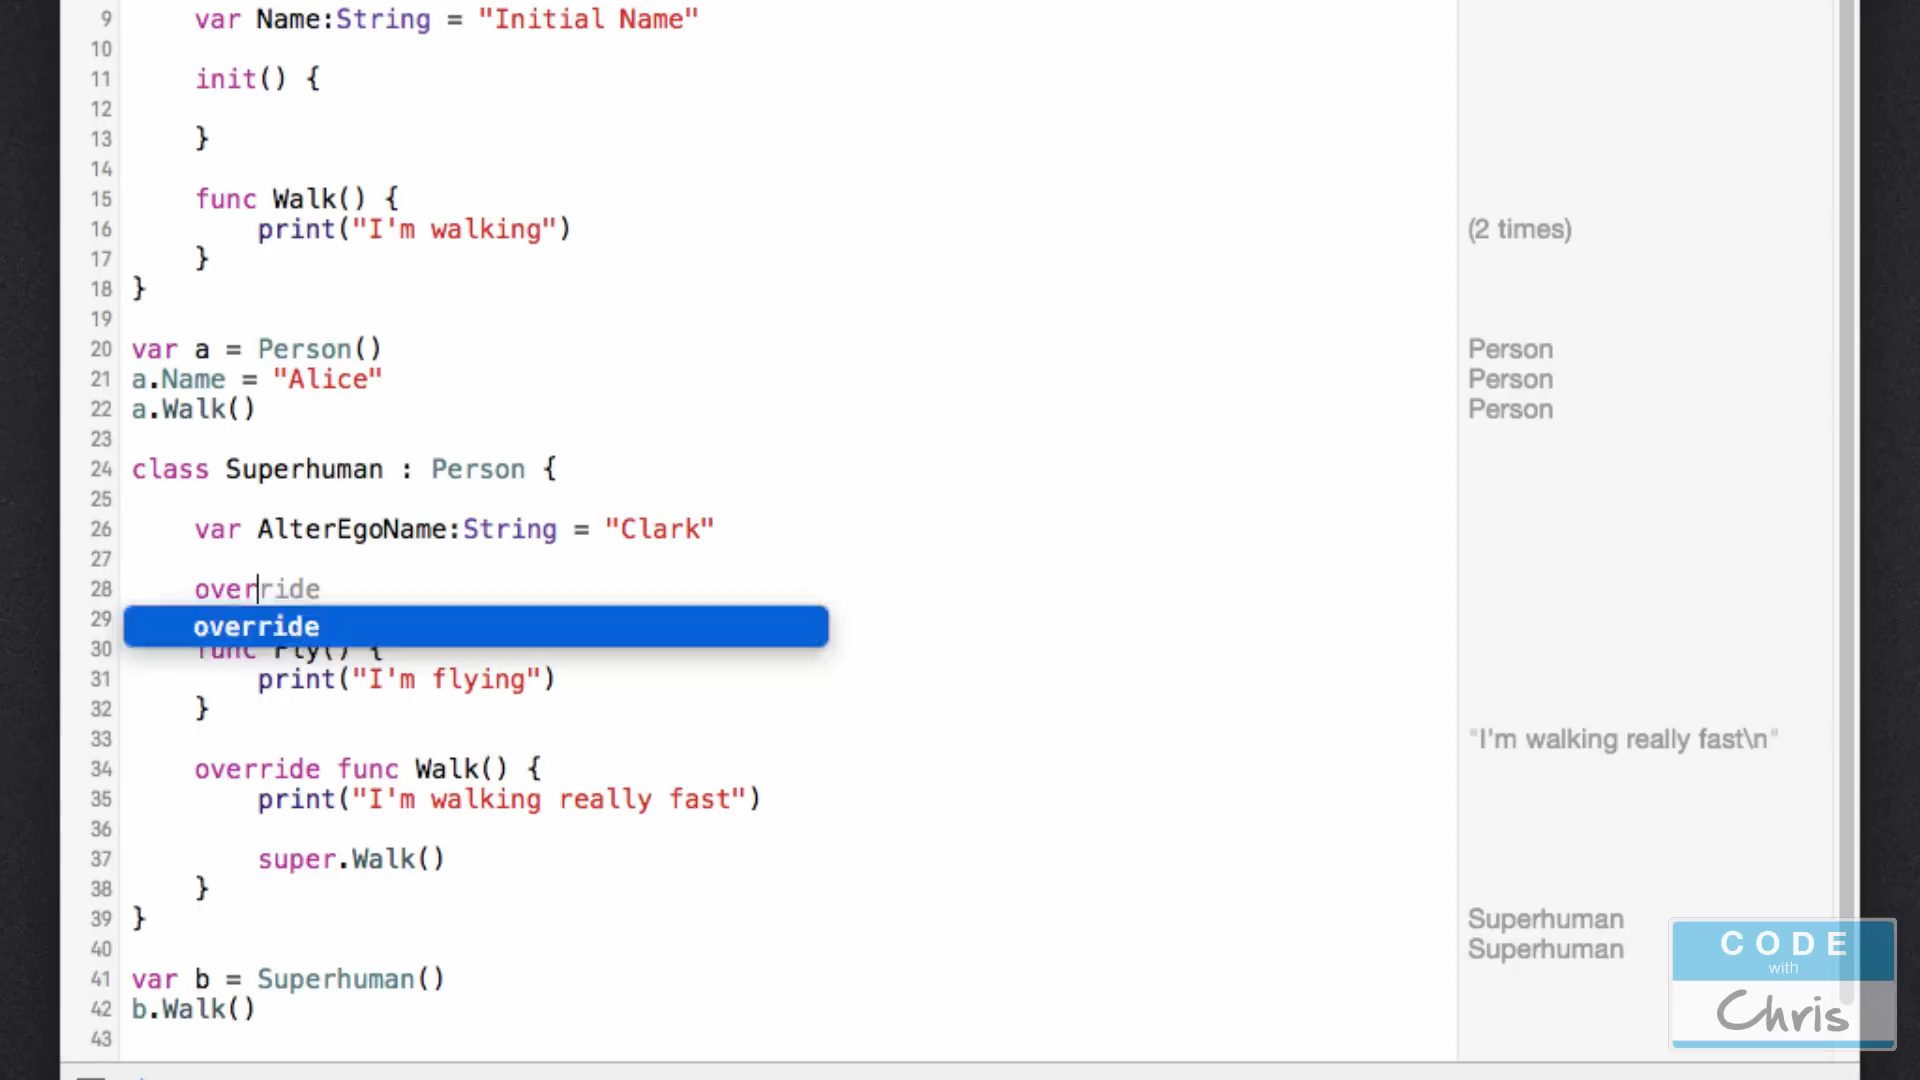 9 var Name:String = "Initial Name"
10
11 init() {
12
13 }
14
15 func Walk() {
16 print("I'm walking") (2 times)
17 }
18 }
19
20 var a = Person() Person
21 a.Name = "Alice" Person
22 a.Walk() Person
23
24 class Superhuman : Person {
25
26 var AlterEgoName:String = "Clark"
27
28 override
29 override
30 func Fly() {
31 print("I'm flying")
32 }
33 "I'm walking really fast\n"
34 override func Walk() {
35 print("I'm walking really fast")
36
37 super.Walk()
38 }
39 } Superhuman
40 Superhuman
41 var b = Superhuman()
42 b.Walk()
43
CODE
with
Chris